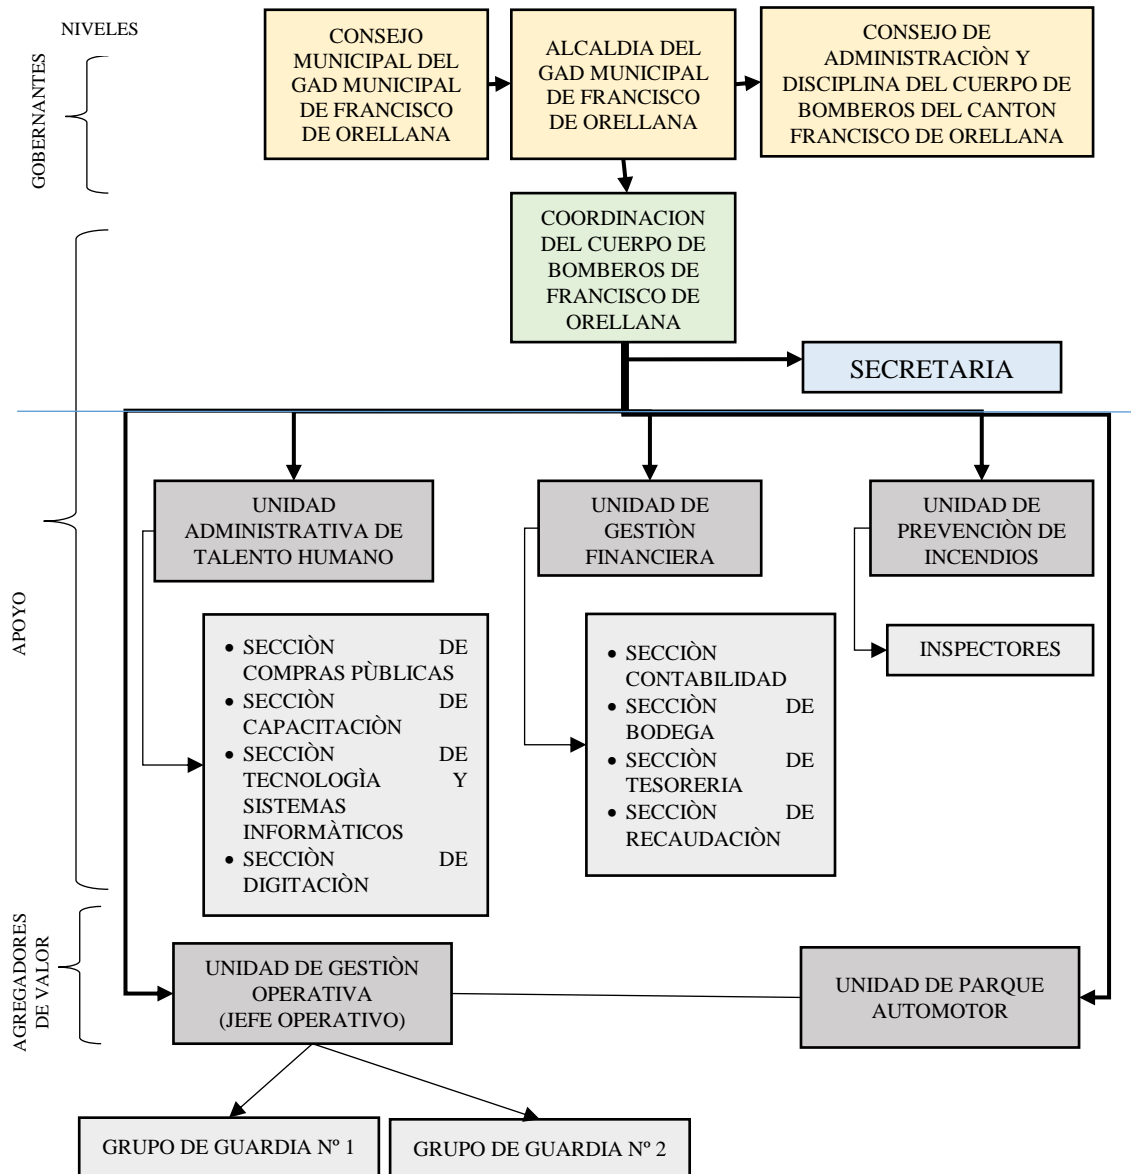 NIVELES
GOBERNANTES
CONSEJO
MUNICIPAL DEL
GAD MUNICIPAL
DE FRANCISCO
DE ORELLANA
ALCALDIA DEL
GAD MUNICIPAL
DE FRANCISCO
DE ORELLANA
CONSEJO DE
ADMINISTRACIÒN Y
DISCIPLINA DEL CUERPO DE
BOMBEROS DEL CANTON
FRANCISCO DE ORELLANA
COORDINACION
DEL CUERPO DE
BOMBEROS DE
FRANCISCO DE
ORELLANA
SECRETARIA
APOYO
UNIDAD
ADMINISTRATIVA DE
TALENTO HUMANO
UNIDAD DE
GESTIÒN
FINANCIERA
UNIDAD DE
PREVENCIÒN DE
INCENDIOS
• SECCIÒN DE
COMPRAS PÙBLICAS
• SECCIÒN DE
CAPACITACIÒN
• SECCIÒN DE
TECNOLOGÌA Y
SISTEMAS
INFORMÀTICOS
• SECCIÒN DE
DIGITACIÒN
• SECCIÒN
CONTABILIDAD
• SECCIÒN DE
BODEGA
• SECCIÒN DE
TESORERIA
• SECCIÒN DE
RECAUDACIÒN
INSPECTORES
AGREGADORES
DE VALOR
UNIDAD DE GESTIÒN
OPERATIVA
(JEFE OPERATIVO)
UNIDAD DE PARQUE
AUTOMOTOR
GRUPO DE GUARDIA Nº 1
GRUPO DE GUARDIA Nº 2